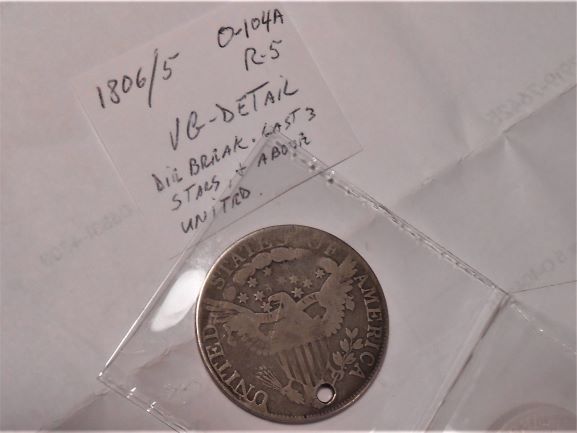 1806/5 O-104A
R-5
VG-DETAIL
DIE BREAK. LAST 3
STARS, + ABOVE
UNITED.
UNITED STATES OF AMERICA